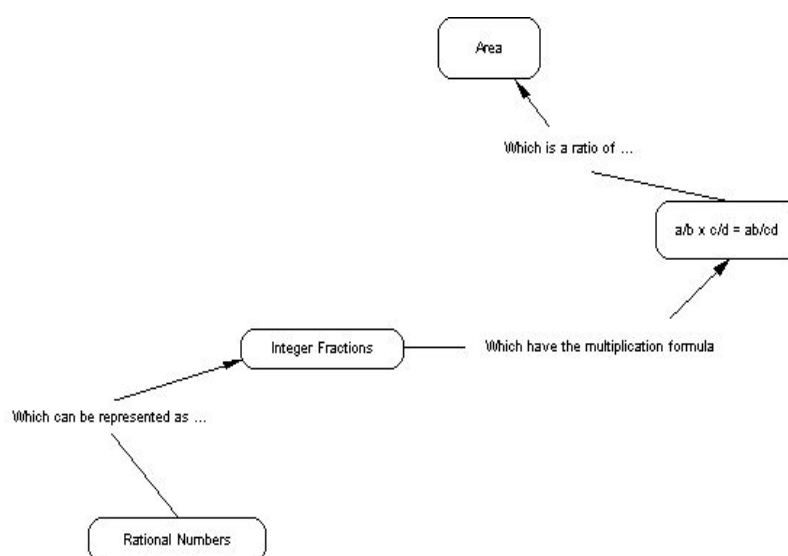 Area
Which is a ratio of ...
a/b x c/d = ab/cd
Integer Fractions
Which have the multiplication formula
Which can be represented as ...
Rational Numbers